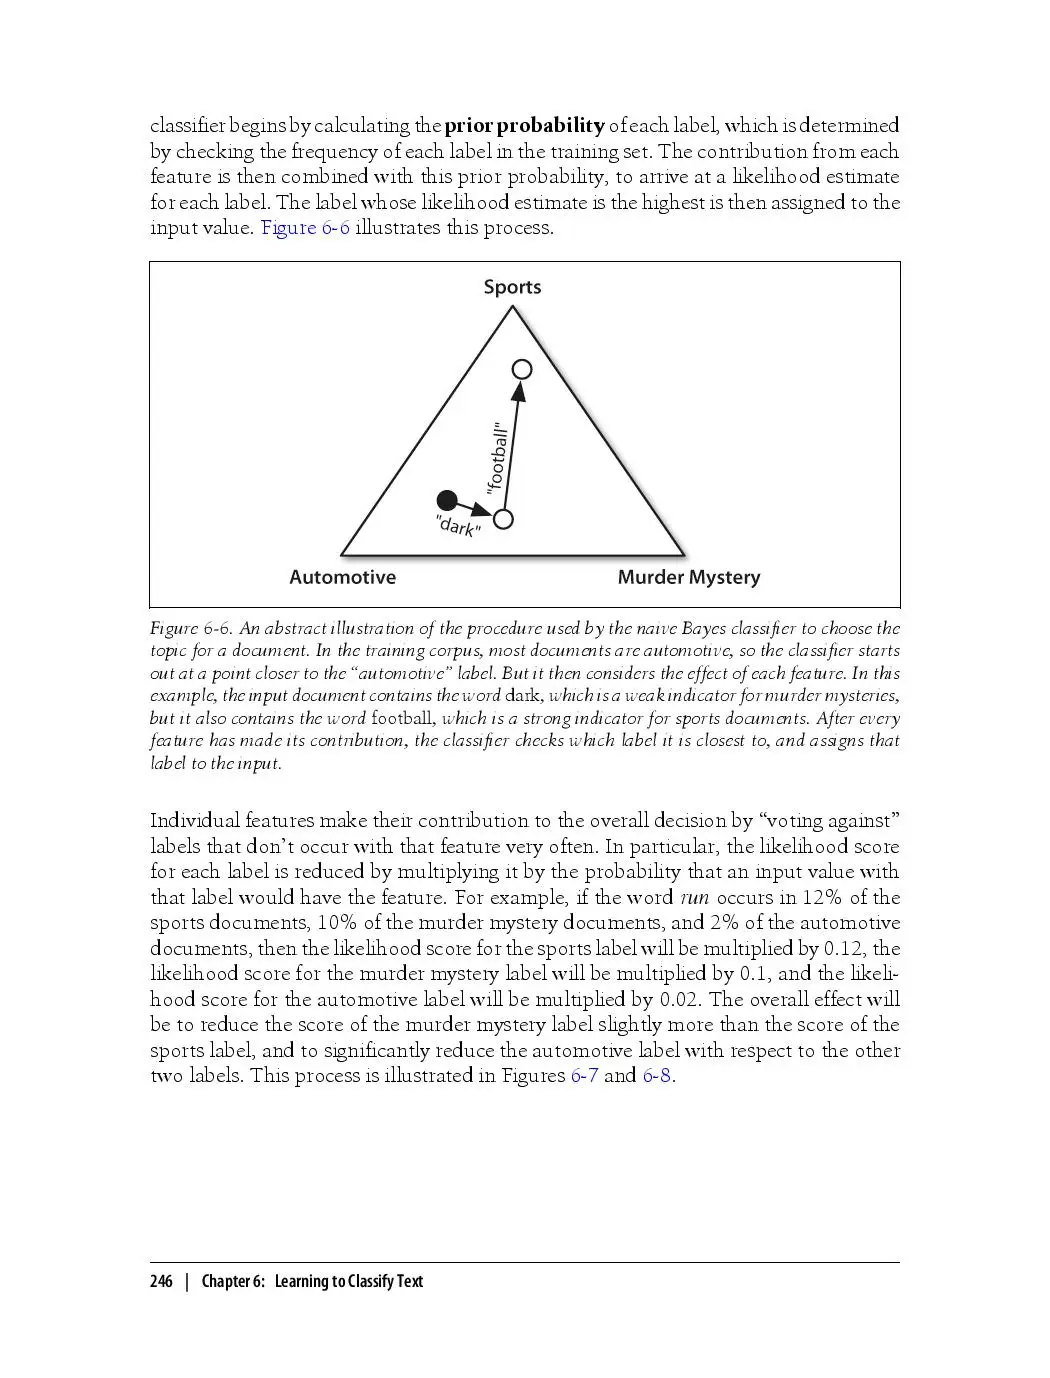 classifier begins by calculating the prior probability of each label, which is determined
by checking the frequency of each label in the training set. The contribution from each
feature is then combined with this prior probability, to arrive at a likelihood estimate
for each label. The label whose likelihood estimate is the highest is then assigned to the
input value. Figure 6-6 illustrates this process.
Sports
"football"
"dark"
Automotive
Murder Mystery
Figure 6-6. An abstract illustration of the procedure used by the naive Bayes classifier to choose the
topic for a document. In the training corpus, most documents are automotive, so the classifier starts
out at a point closer to the “automotive” label. But it then considers the effect of each feature. In this
example, the input document contains the word dark, which is a weak indicator for murder mysteries,
but it also contains the word football, which is a strong indicator for sports documents. After every
feature has made its contribution, the classifier checks which label it is closest to, and assigns that
label to the input.
Individual features make their contribution to the overall decision by “voting against”
labels that don’t occur with that feature very often. In particular, the likelihood score
for each label is reduced by multiplying it by the probability that an input value with
that label would have the feature. For example, if the word run occurs in 12% of the
sports documents, 10% of the murder mystery documents, and 2% of the automotive
documents, then the likelihood score for the sports label will be multiplied by 0.12, the
likelihood score for the murder mystery label will be multiplied by 0.1, and the likeli-
hood score for the automotive label will be multiplied by 0.02. The overall effect will
be to reduce the score of the murder mystery label slightly more than the score of the
sports label, and to significantly reduce the automotive label with respect to the other
two labels. This process is illustrated in Figures 6-7 and 6-8.
246 | Chapter 6: Learning to Classify Text